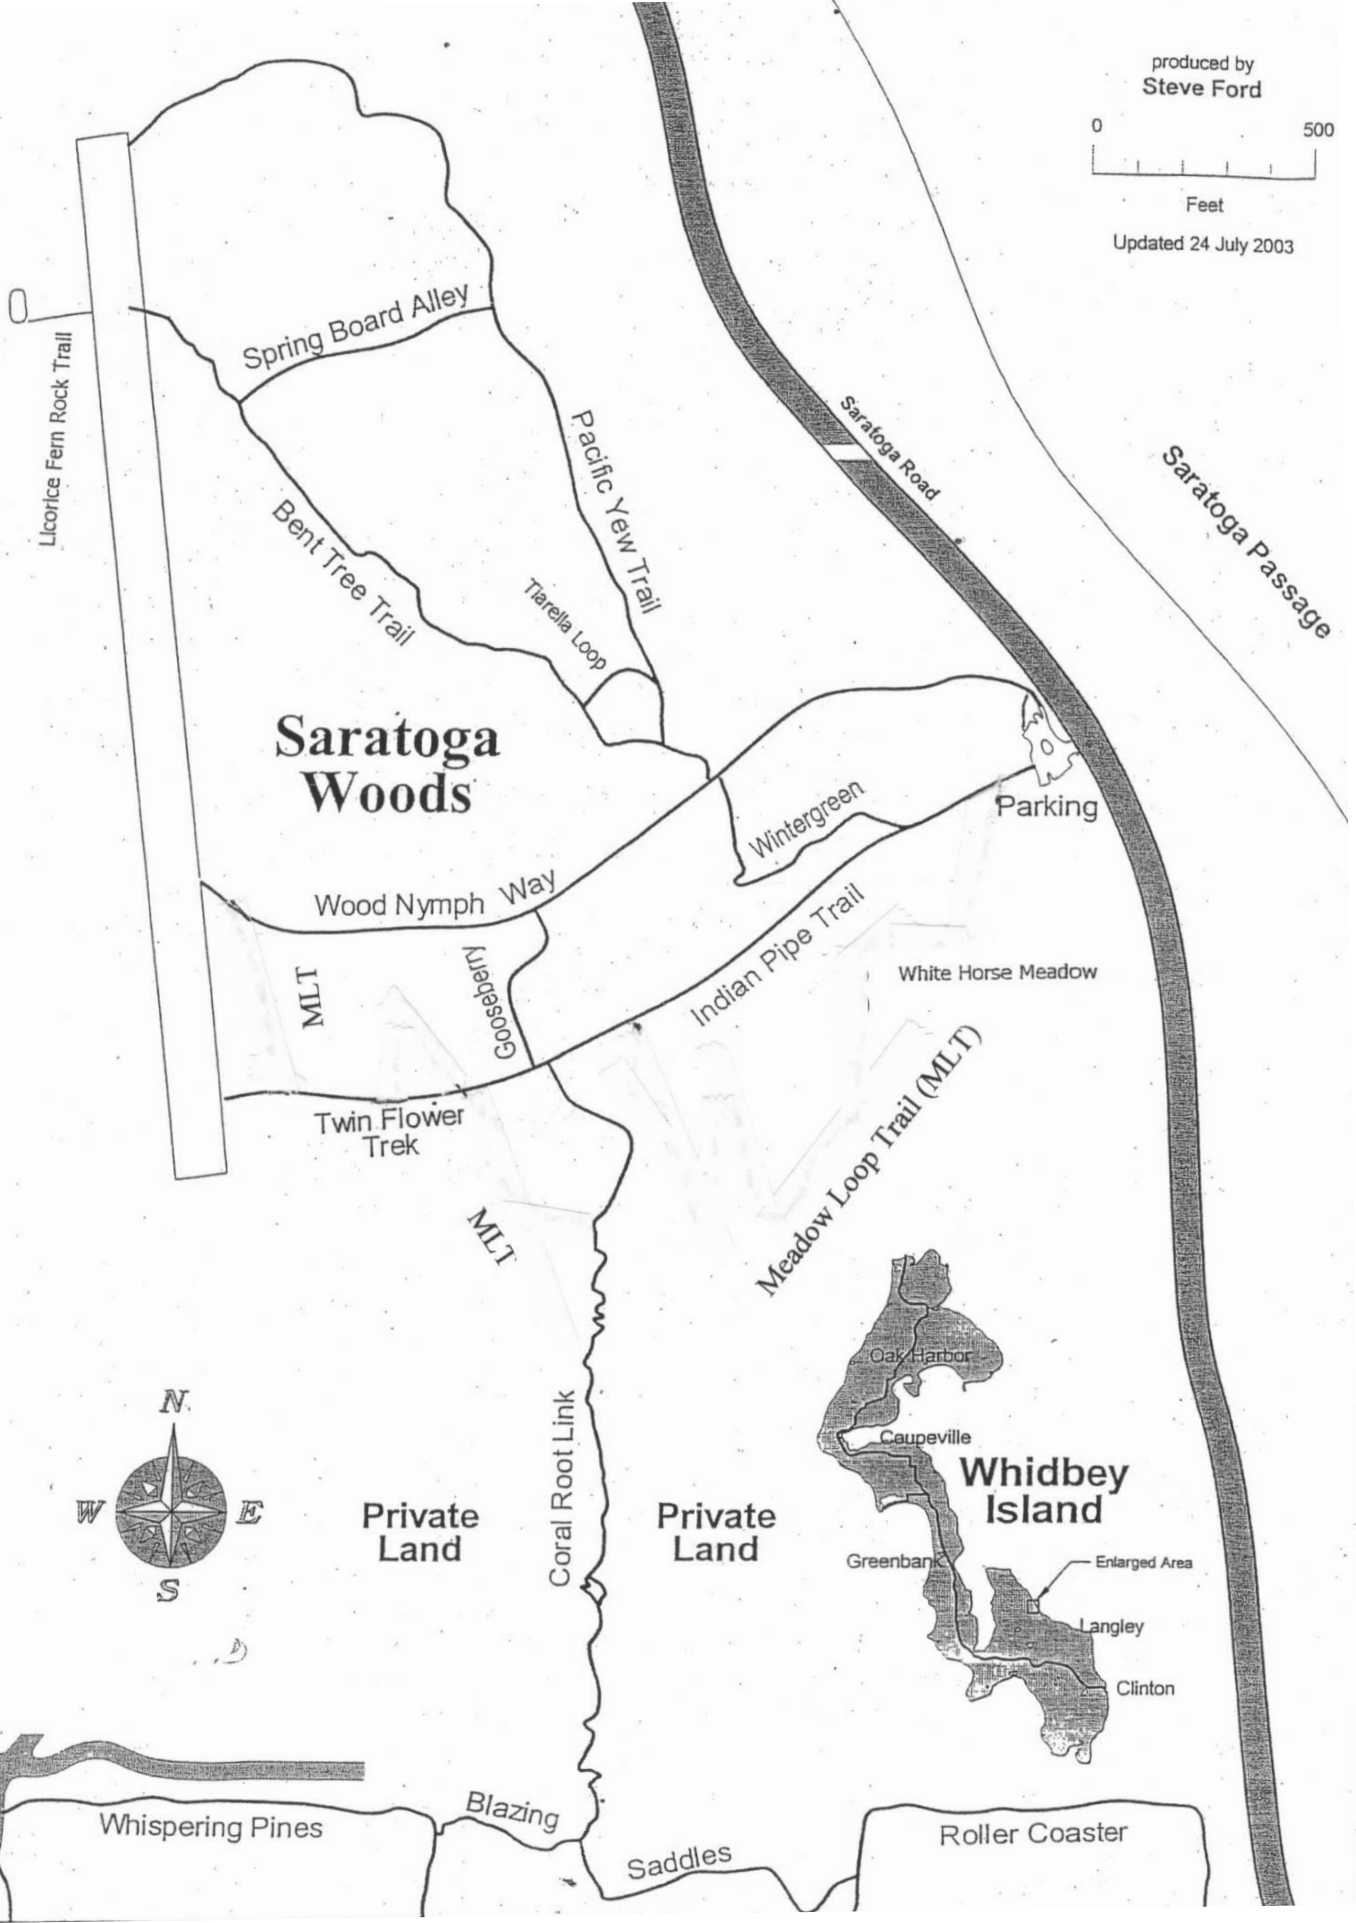 produced by
Steve Ford
0 500
Feet
Updated 24 July 2003
Spring Board Alley
Licorice Fern Rock Trail
Pacific Yew Trail
Saratoga Road
Saratoga Passage
Bent Tree Trail
Tiarella Loop
Saratoga
Woods
Parking
Wintergreen
Wood Nymph Way
Indian Pipe Trail
MLT
Gooseberry
White Horse Meadow
Twin Flower
Trek
Meadow Loop Trail (MLT)
MLT
Oak Harbor
Coupeville
Whidbey
Island
Greenbank
Enlarged Area
Langley
Clinton
N
W E
S
Coral Root Link
Private
Land
Private
Land
Whispering Pines
Blazing
Saddles
Roller Coaster